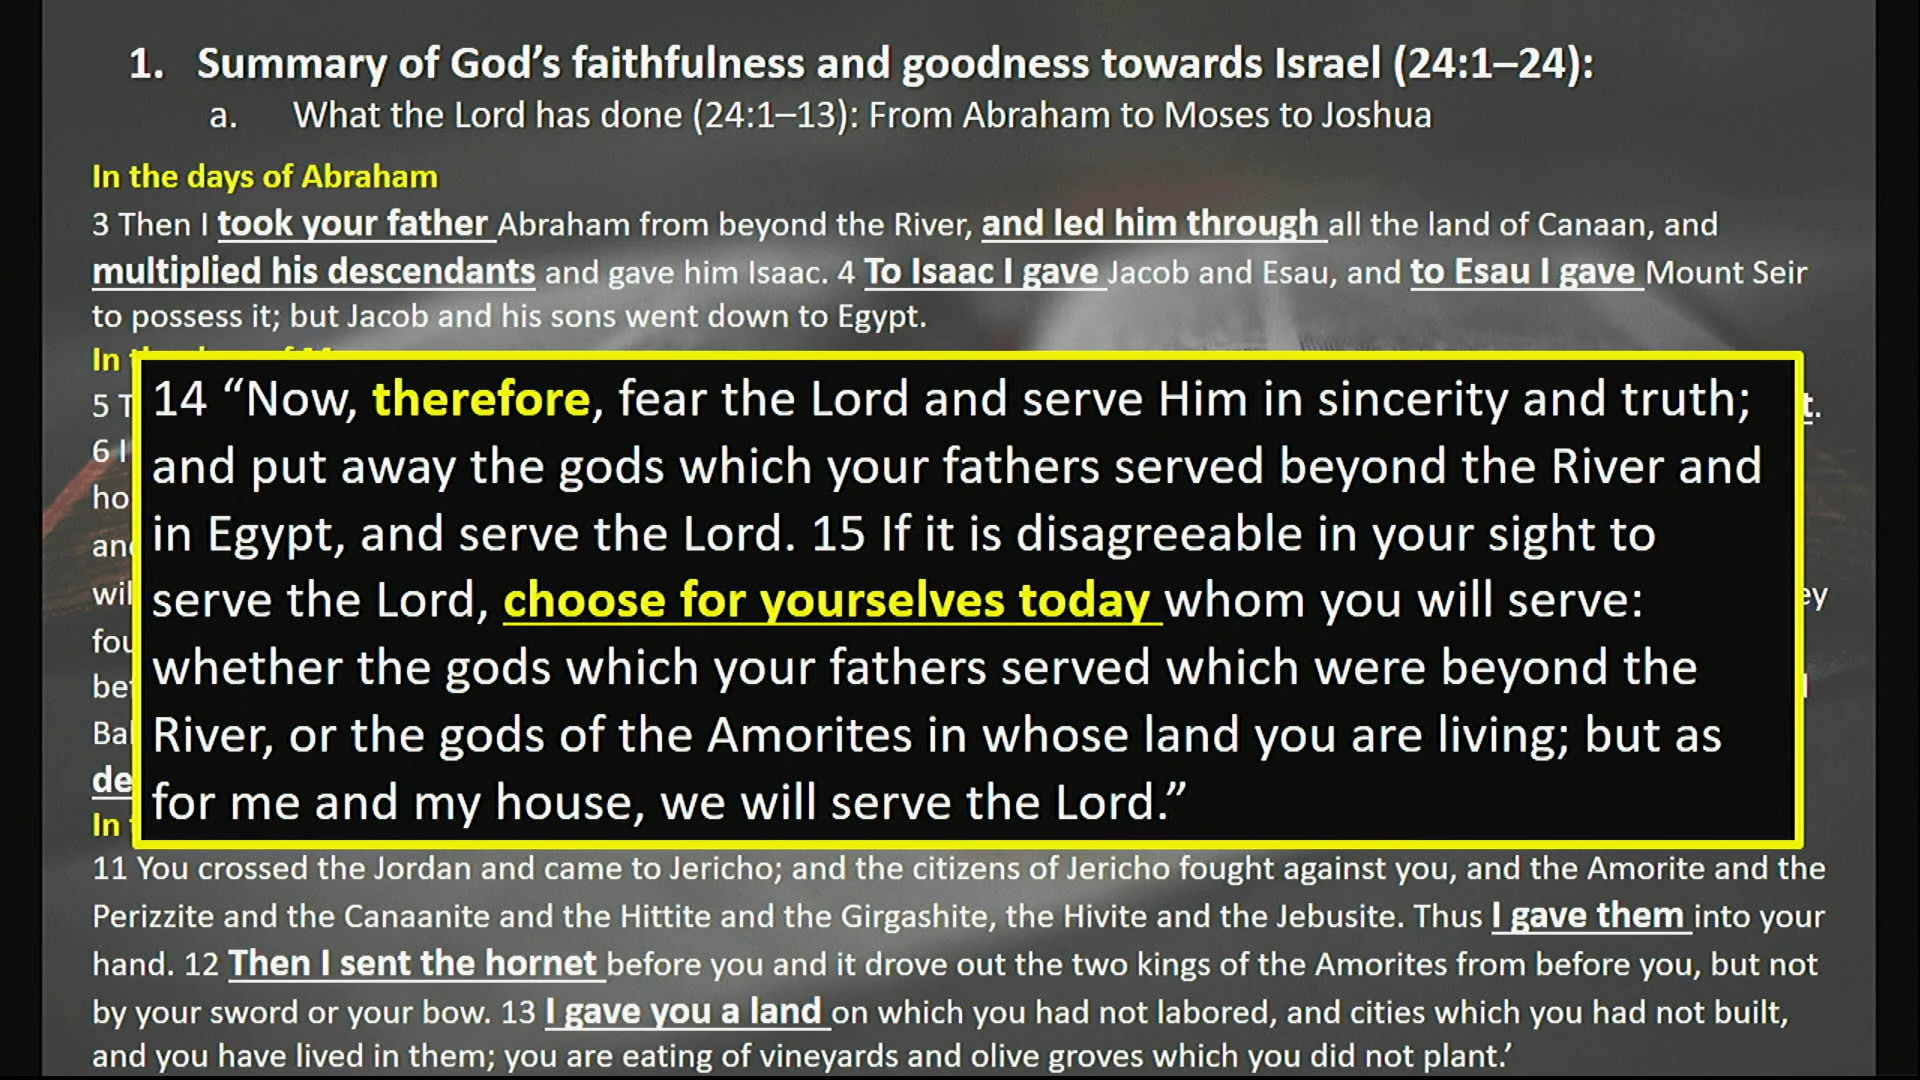 1. Summary of God’s faithfulness and goodness towards Israel (24:1–24):
a. What the Lord has done (24:1–13): From Abraham to Moses to Joshua
In the days of Abraham
3 Then I took your father Abraham from beyond the River, and led him through all the land of Canaan, and
multiplied his descendants and gave him Isaac. 4 To Isaac I gave Jacob and Esau, and to Esau I gave Mount Seir
to possess it; but Jacob and his sons went down to Egypt.
In
5
6 I
14 “Now, therefore, fear the Lord and serve Him in sincerity and truth;
and put away the gods which your fathers served beyond the River and
in Egypt, and serve the Lord. 15 If it is disagreeable in your sight to
serve the Lord, choose for yourselves today whom you will serve:
whether the gods which your fathers served which were beyond the
River, or the gods of the Amorites in whose land you are living; but as
for me and my house, we will serve the Lord.”
In
11 You crossed the Jordan and came to Jericho; and the citizens of Jericho fought against you, and the Amorite and the
Perizzite and the Canaanite and the Hittite and the Girgashite, the Hivite and the Jebusite. Thus I gave them into your
hand. 12 Then I sent the hornet before you and it drove out the two kings of the Amorites from before you, but not
by your sword or your bow. 13 I gave you a land on which you had not labored, and cities which you had not built,
and you have lived in them; you are eating of vineyards and olive groves which you did not plant.’